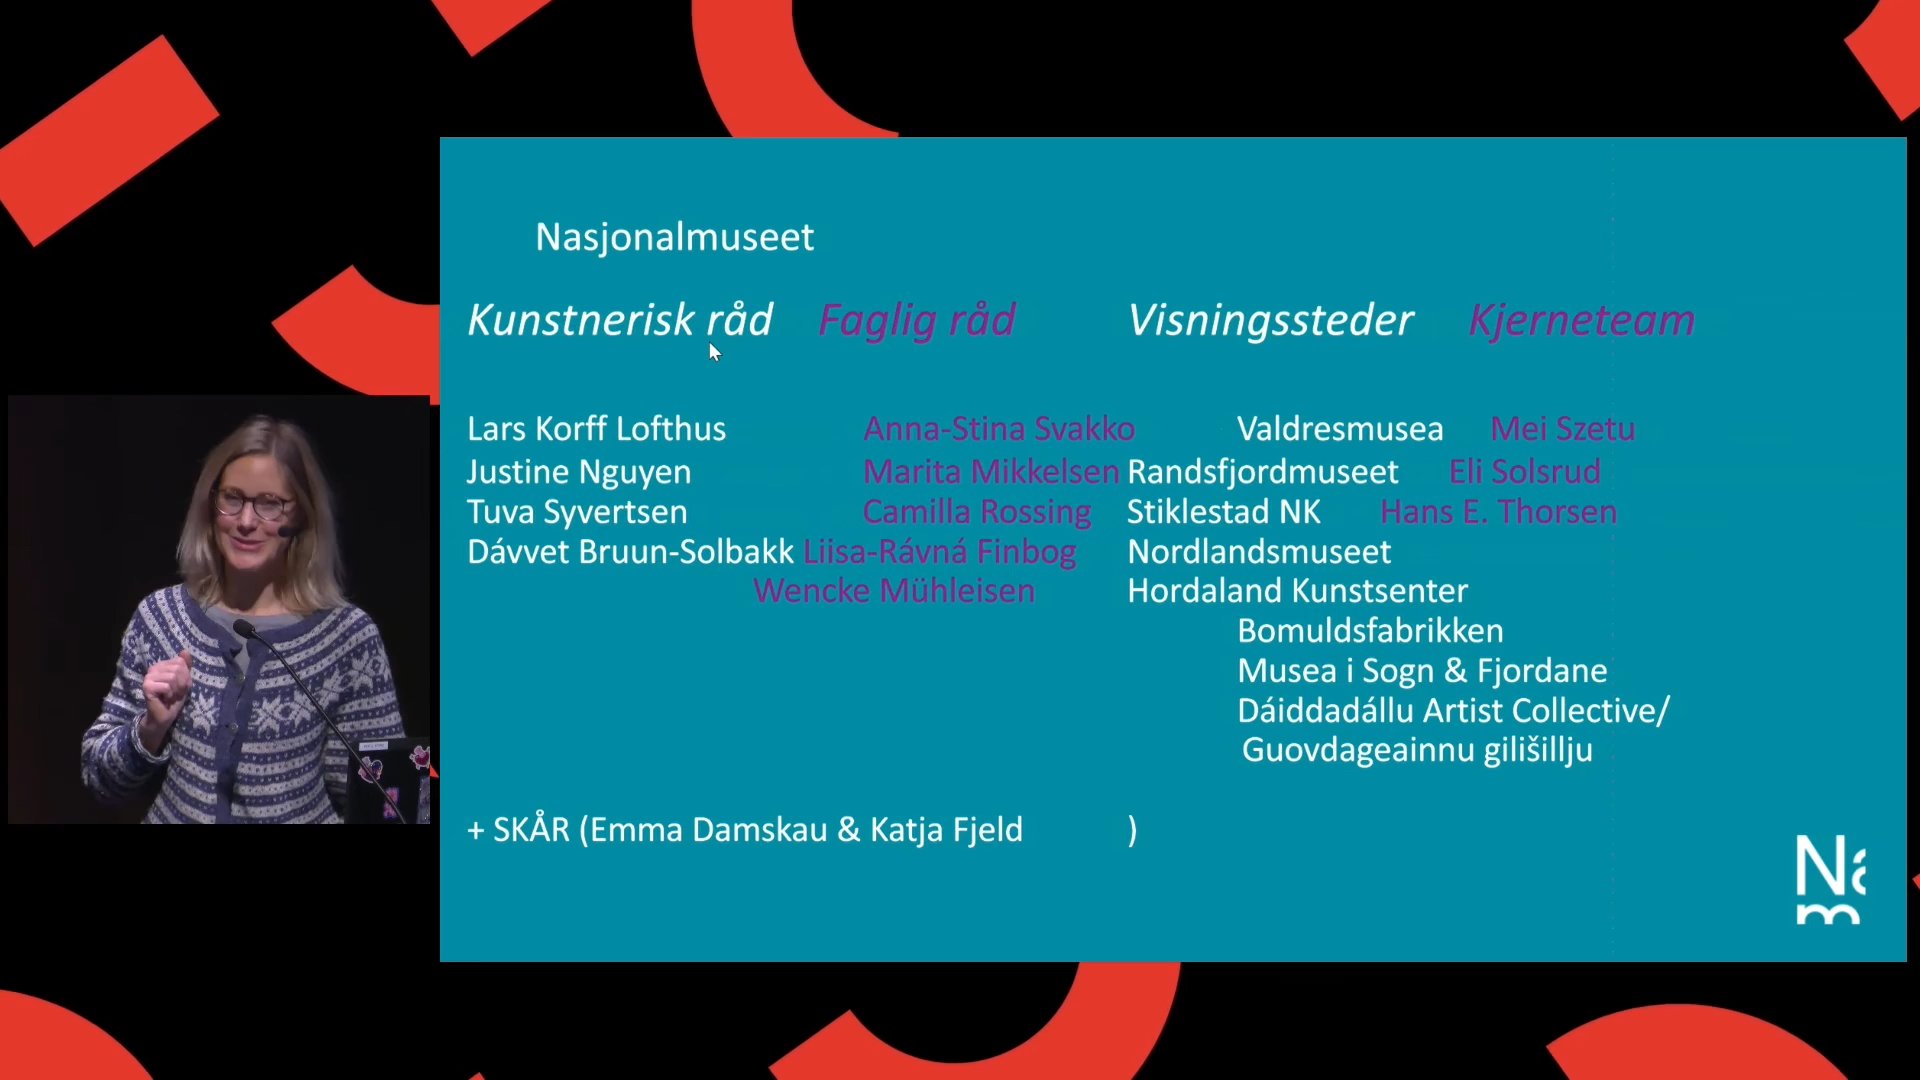 Nasjonalmuseet
Kunstnerisk råd Faglig råd Visningssteder Kjerneteam
Lars Korff Lofthus Anna-Stina Svakko Valdresmusea Mei Szetu
Justine Nguyen Marita Mikkelsen Randsfjordmuseet Eli Solsrud
Tuva Syvertsen Camilla Rossing Stiklestad NK Hans E. Thorsen
Dávvet Bruun-Solbakk Liisa-Rávná Finbog Nordlandsmuseet
Wencke Mühleisen Hordaland Kunstsenter
Bomuldsfabrikken
Musea i Sogn & Fjordane
Dáiddadállu Artist Collective/
Guovdageainnu gilišillju
+ SKÅR (Emma Damskau & Katja Fjeld )
Na
m